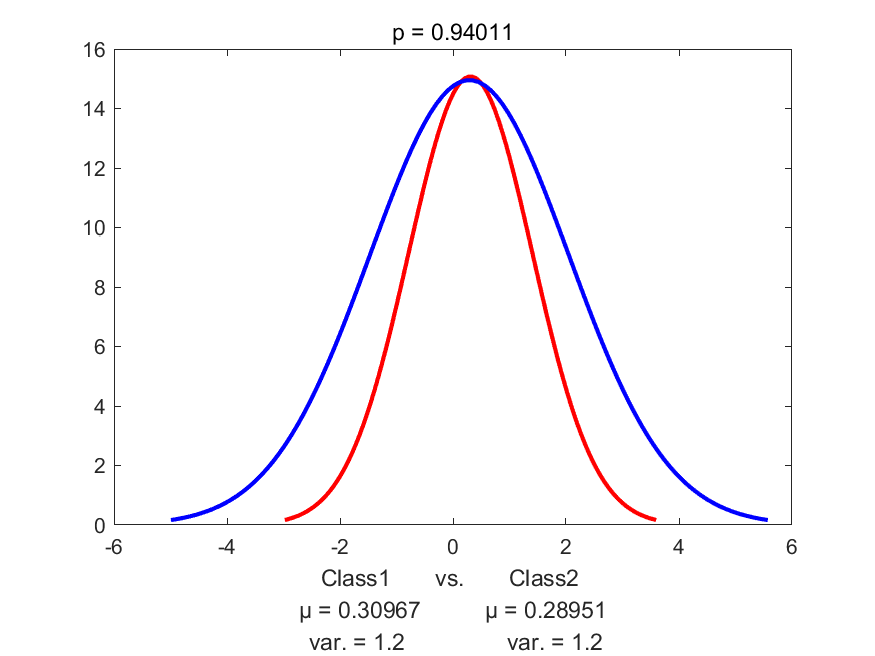 p = 0.94011
16
14
12
10
8
6
4
2
0
-6 -4 -2 0 2 4 6
Class1 vs. Class2
μ = 0.30967 μ = 0.28951
var. = 1.2 var. = 1.2